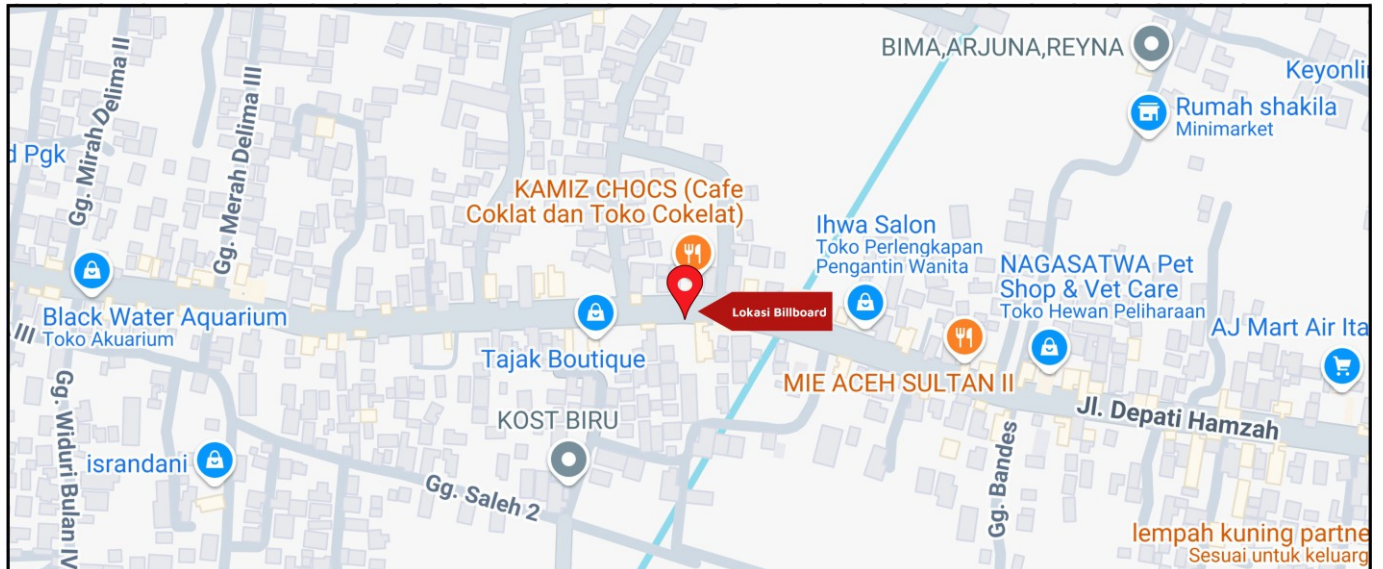 BIMA,ARJUNA,REYNA
Rumah shakila
Minimarket
Pgk
Gg. Mirah Delima II
Gg. Merah Delima III
KAMIZ CHOCS (Cafe
Coklat dan Toko Cokelat)
Ihwa Salon
Toko Perlengkapan
Pengantin Wanita
NAGASATWA Pet
Shop & Vet Care
Toko Hewan Peliharaan
Lokasi Billboard
Black Water Aquarium
Toko Akuarium
AJ Mart Air Ita
III
Tajak Boutique
MIE ACEH SULTAN II
Jl. Depati Hamzah
KOST BIRU
Gg. Widuri Bulan IV
israndani
Gg. Saleh 2
Gg. Bandes
lempah kuning partne
Sesuai untuk keluarg